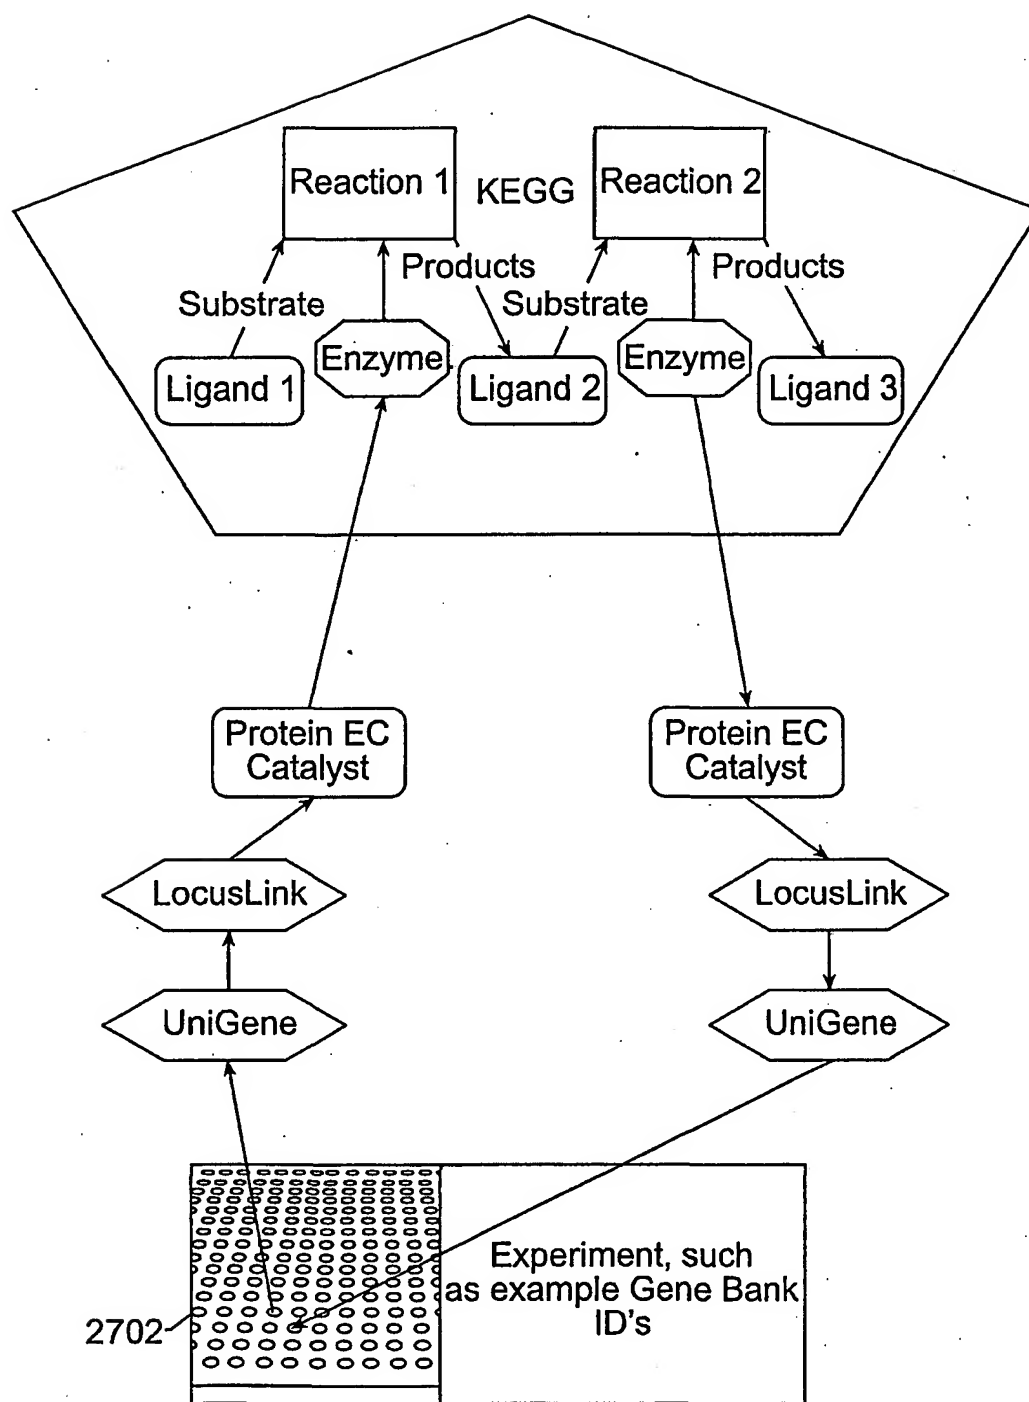 Reaction 1
KEGG
Reaction 2
Products
Products
Substrate
Substrate
Enzyme
Enzyme
Ligand 1
Ligand 2
Ligand 3
Protein EC
Catalyst
Protein EC
Catalyst
LocusLink
LocusLink
UniGene
UniGene
Experiment, such
as example Gene Bank
ID's
2702